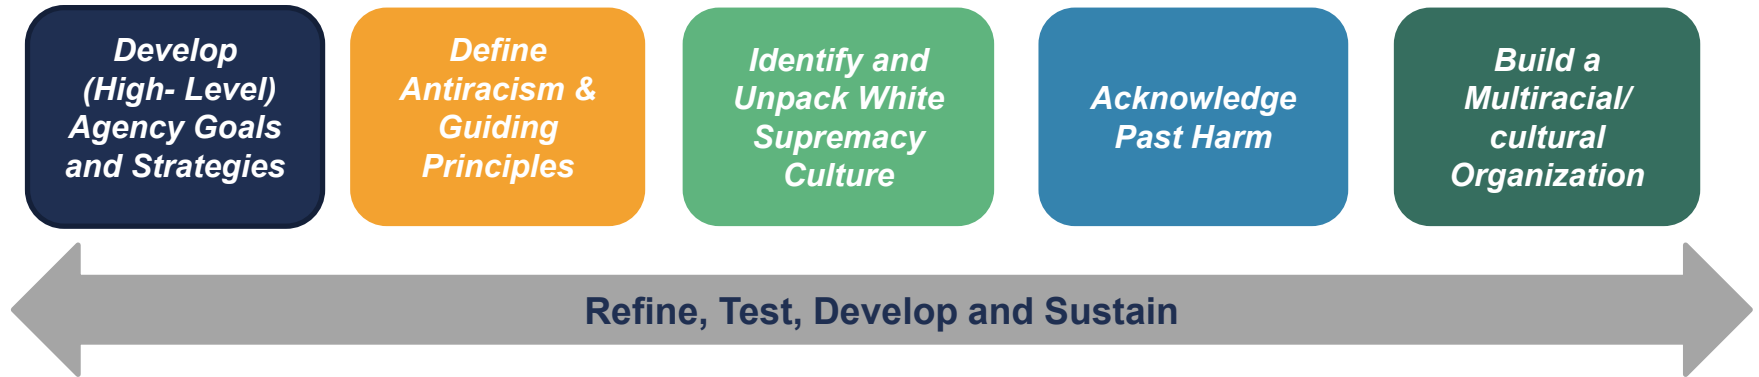 Develop
(High- Level)
Agency Goals
and Strategies
Define
Antiracism &
Guiding
Principles
Identify and
Unpack White
Supremacy
Culture
Acknowledge
Past Harm
Build a
Multiracial/
cultural
Organization
Refine, Test, Develop and Sustain